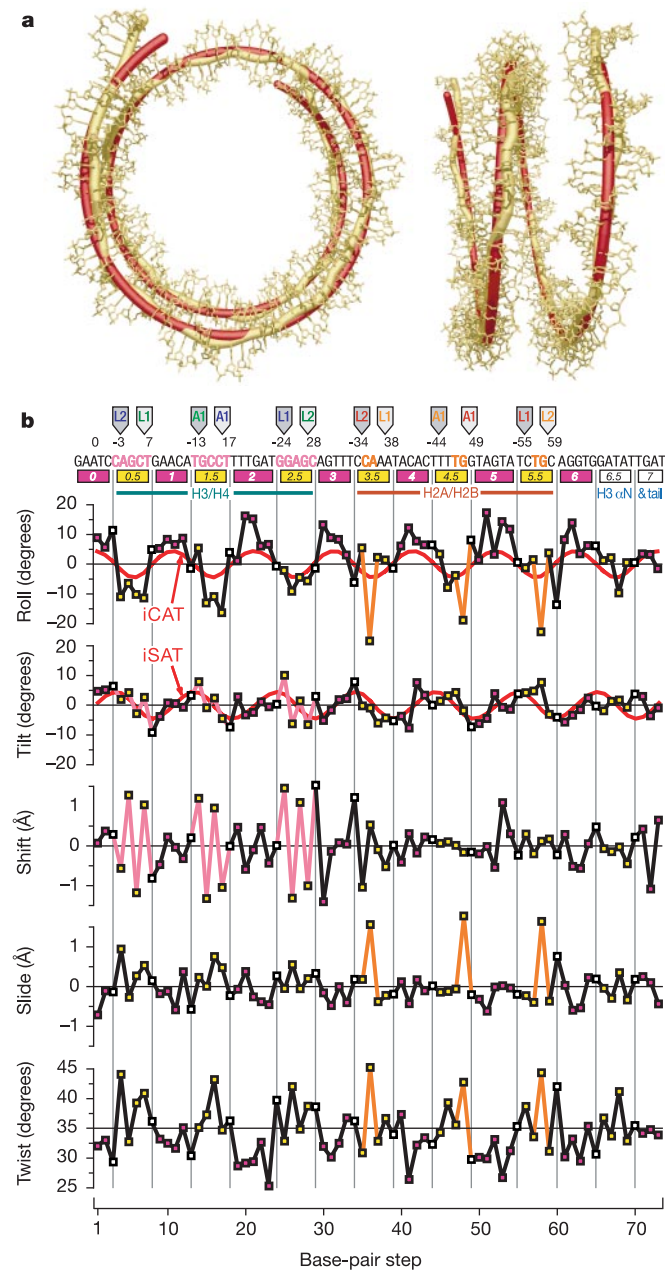 a
b
L2 L1 A1 A1 L1 L2 L2 L1 A1 A1 L1 L2
0 -3 7 -13 17 -24 28 -34 38 -44 49 -55 59
GAATCCAGCTGAACATGCCTTTTGATGGAGCAGTTTCCAAATACACTTTTGGTAGTATCTGCAGGTGGATATTGAT
0 0.5 1 1.5 2 2.5 3 3.5 4 4.5 5 5.5 6 6.5 7
H3/H4 H2A/H2B H3 αN & tail
20
10
0
-10
-20
Roll (degrees)
iCAT
iSAT
20
10
0
-10
-20
Tilt (degrees)
1
0
-1
Shift (Å)
1
0
-1
Slide (Å)
45
40
35
30
25
Twist (degrees)
1 10 20 30 40 50 60 70
Base-pair step